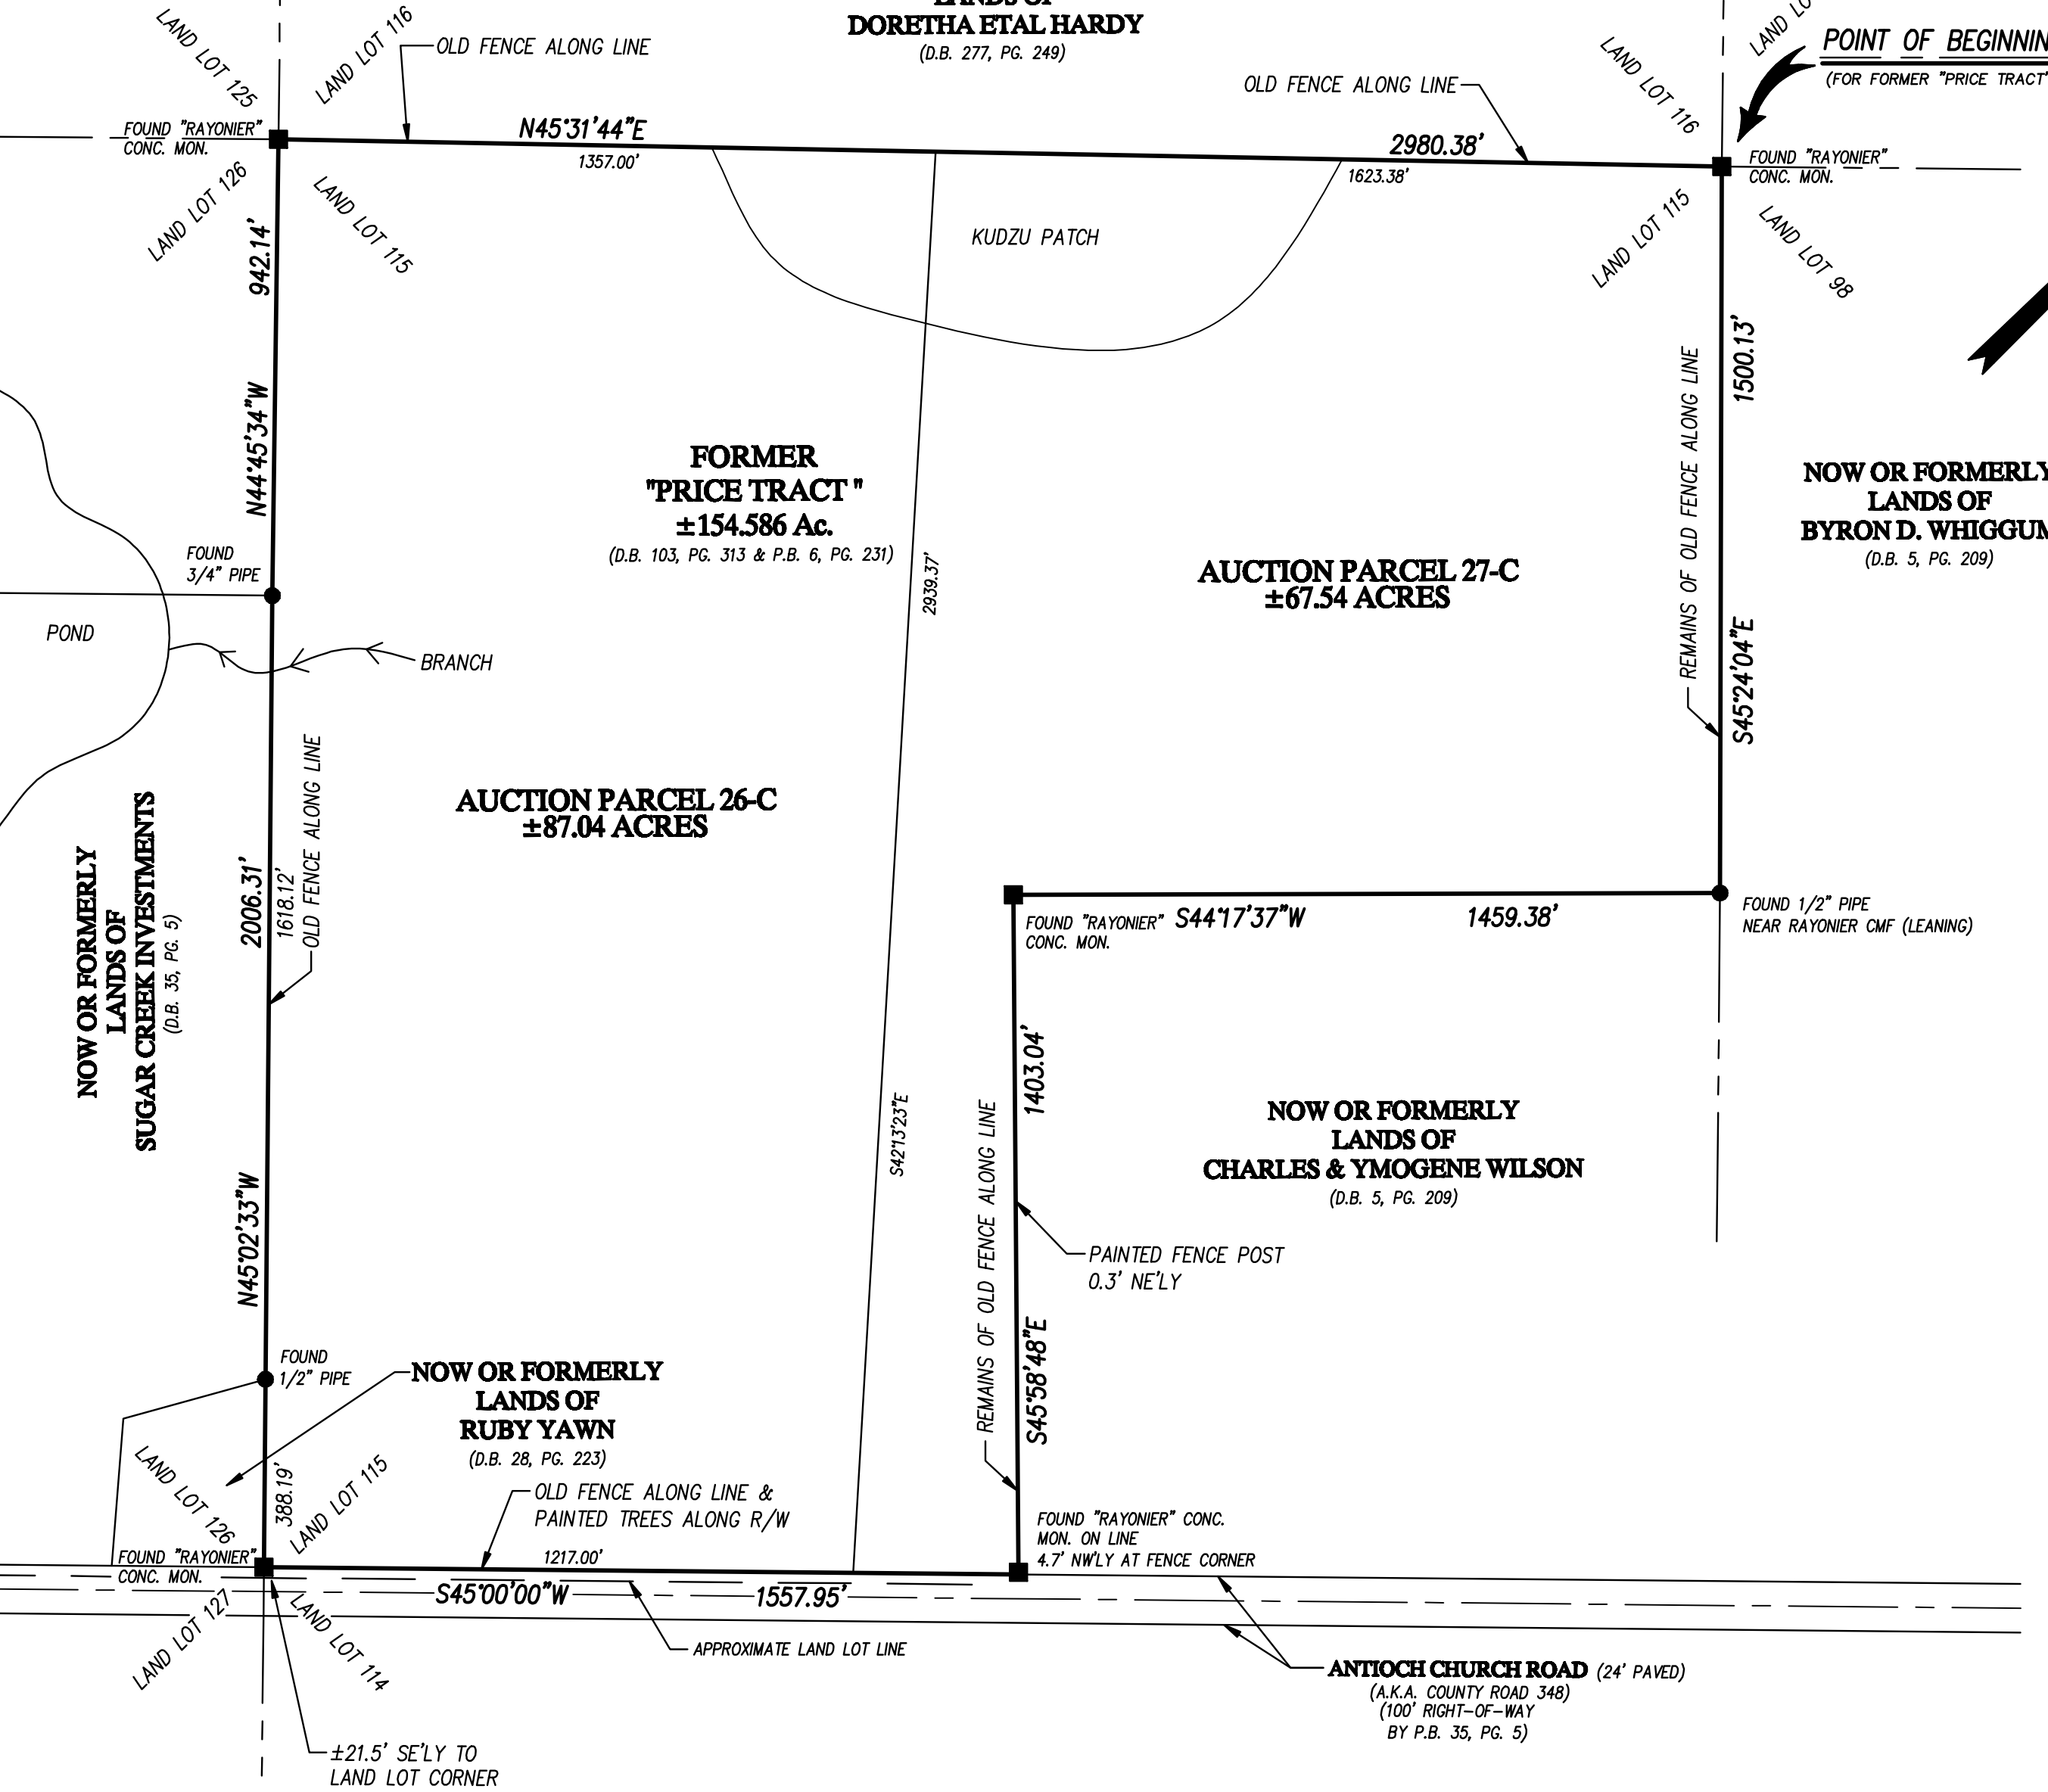 LANDS OF
DORETHA ETAL HARDY
(D.B. 277, PG. 249)
LAND LOT 125
LAND LOT 116
OLD FENCE ALONG LINE
OLD FENCE ALONG LINE
LAND LOT 116
LAND LO
POINT OF BEGINNIN
(FOR FORMER "PRICE TRACT"
FOUND "RAYONIER"
CONC. MON.
N45°31'44"E
1357.00'
2980.38'
1623.38'
FOUND "RAYONIER"
CONC. MON.
LAND LOT 126
LAND LOT 115
LAND LOT 115
LAND LOT 98
KUDZU PATCH
942.14'
N44°45'34"W
1500.13'
S45°24'04"E
REMAINS OF OLD FENCE ALONG LINE
FORMER
"PRICE TRACT "
±154.586 Ac.
(D.B. 103, PG. 313 & P.B. 6, PG. 231)
NOW OR FORMERLY
LANDS OF
BYRON D. WHIGGUM
(D.B. 5, PG. 209)
FOUND
3/4" PIPE
2939.37'
S42°13'23"E
AUCTION PARCEL 27-C
±67.54 ACRES
POND
BRANCH
AUCTION PARCEL 26-C
±87.04 ACRES
NOW OR FORMERLY
LANDS OF
SUGAR CREEK INVESTMENTS
(D.B. 35, PG. 5)
2006.31'
1618.12'
OLD FENCE ALONG LINE
N45°02'33"W
FOUND "RAYONIER"
CONC. MON.
S44°17'37"W
1459.38'
FOUND 1/2" PIPE
NEAR RAYONIER CMF (LEANING)
1403.04'
S45°58'48"E
REMAINS OF OLD FENCE ALONG LINE
NOW OR FORMERLY
LANDS OF
CHARLES & YMOGENE WILSON
(D.B. 5, PG. 209)
PAINTED FENCE POST
0.3' NE'LY
FOUND
1/2" PIPE
NOW OR FORMERLY
LANDS OF
RUBY YAWN
(D.B. 28, PG. 223)
LAND LOT 126
388.19'
LAND LOT 115
OLD FENCE ALONG LINE &
PAINTED TREES ALONG R/W
FOUND "RAYONIER" CONC.
MON. ON LINE
4.7' NW'LY AT FENCE CORNER
FOUND "RAYONIER"
CONC. MON.
1217.00'
S45°00'00"W
1557.95'
LAND LOT 127
LAND LOT 114
APPROXIMATE LAND LOT LINE
ANTIOCH CHURCH ROAD (24' PAVED)
(A.K.A. COUNTY ROAD 348)
(100' RIGHT-OF-WAY
BY P.B. 35, PG. 5)
±21.5' SE'LY TO
LAND LOT CORNER